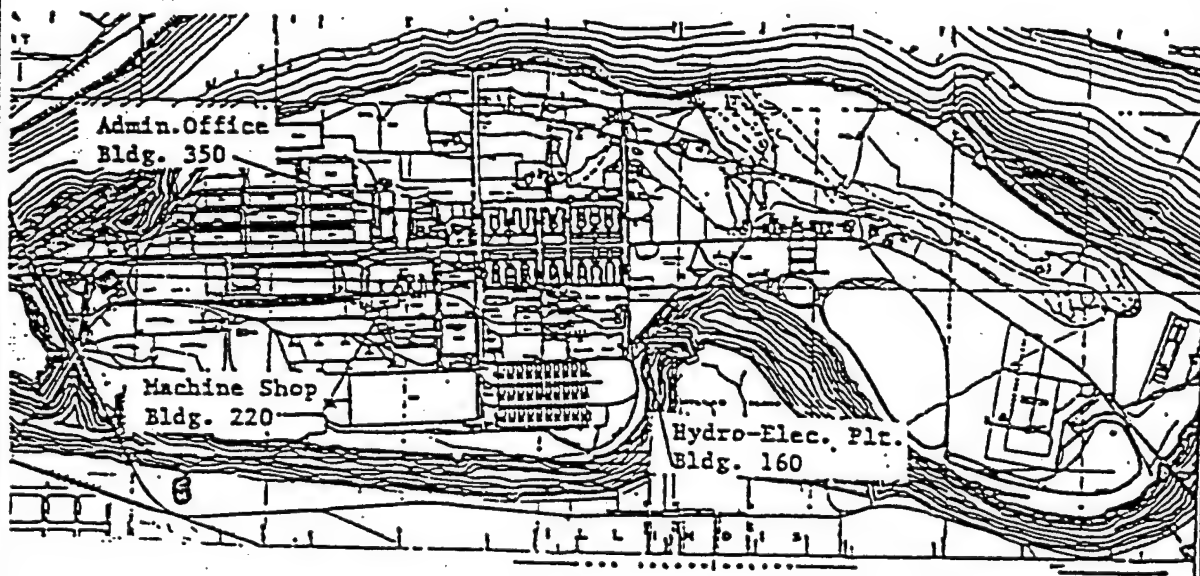 Admin.Office
Bldg. 350
Machine Shop
Bldg. 220
Hydro-Elec. Plt.
Bldg. 160